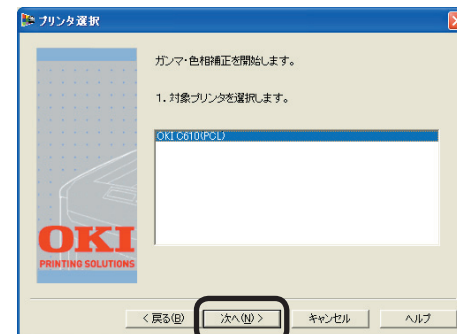 プリンタ選択
ガンマ・色相補正を開始します。
1. 対象プリンタを選択します。
OKI C610(PCL)
OKI
PRINTING SOLUTIONS
< 戻る(B) 次へ(N) > キャンセル ヘルプ